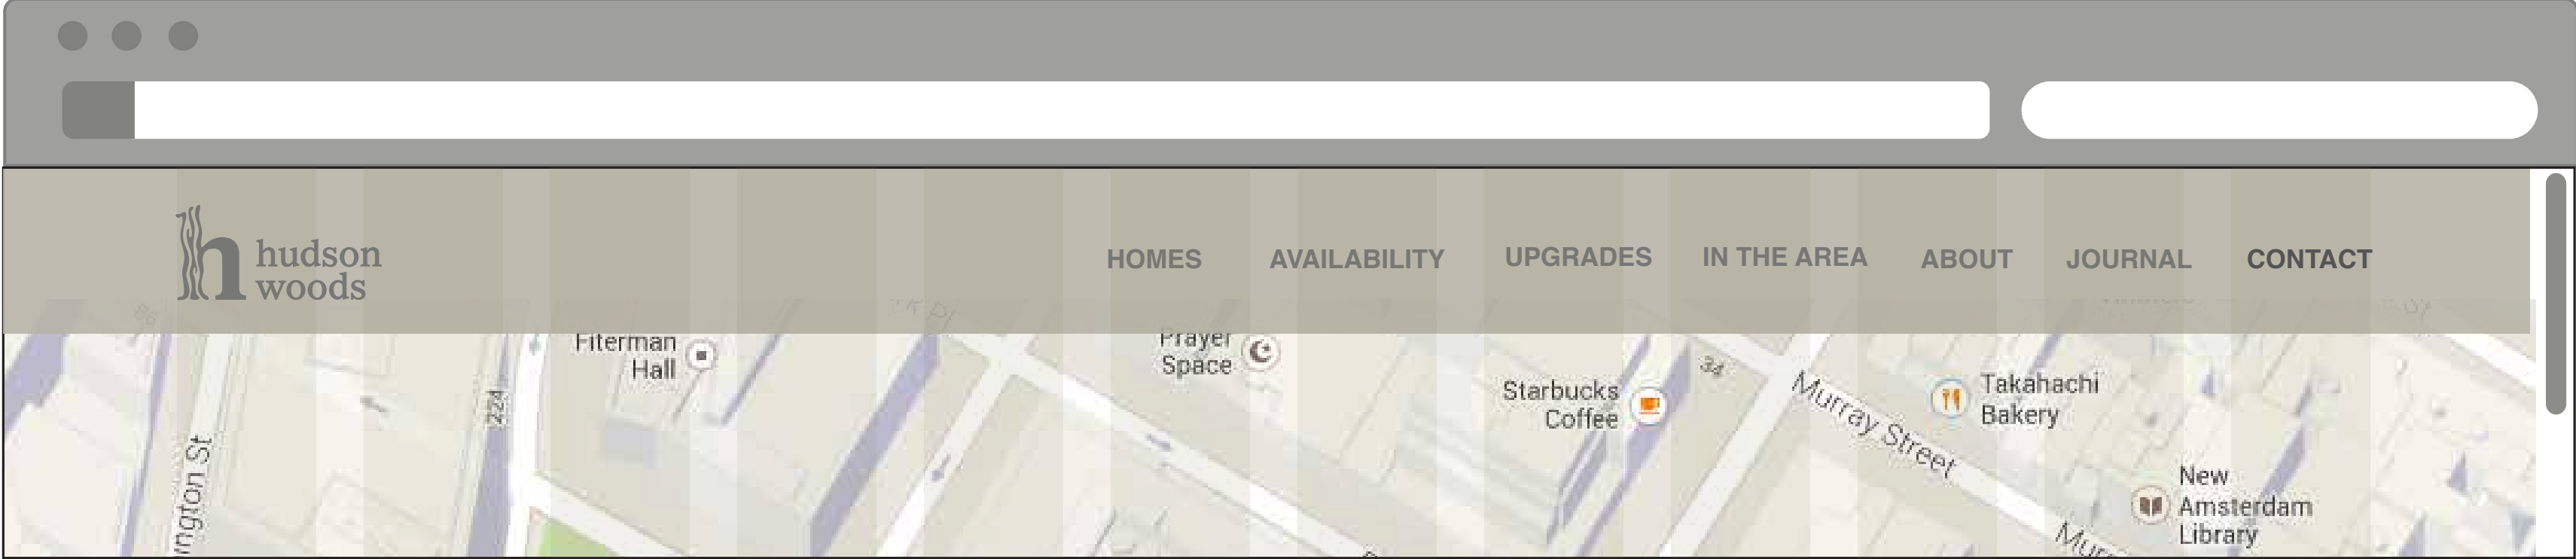 hudson
woods
HOMES AVAILABILITY UPGRADES IN THE AREA ABOUT JOURNAL CONTACT
Fiterman
Hall
Prayer
Space
Starbucks
Coffee
34
Murray Street
Takahachi
Bakery
224
New
Amsterdam
Library